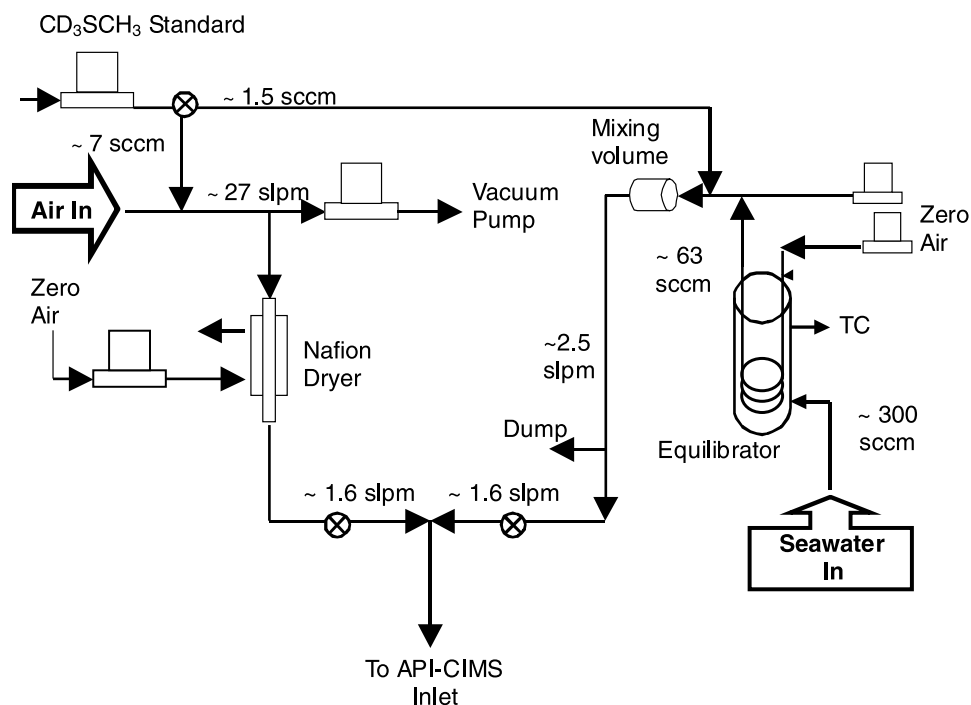 CD₃SCH₃ Standard
~ 1.5 sccm
~ 7 sccm
Mixing
volume
~ 27 slpm
Air In
Vacuum
Pump
Zero
Air
~ 63
sccm
Zero
Air
TC
Nafion
Dryer
~2.5
slpm
~ 300
sccm
Dump
Equilibrator
~ 1.6 slpm
~ 1.6 slpm
Seawater
In
To API-CIMS
Inlet